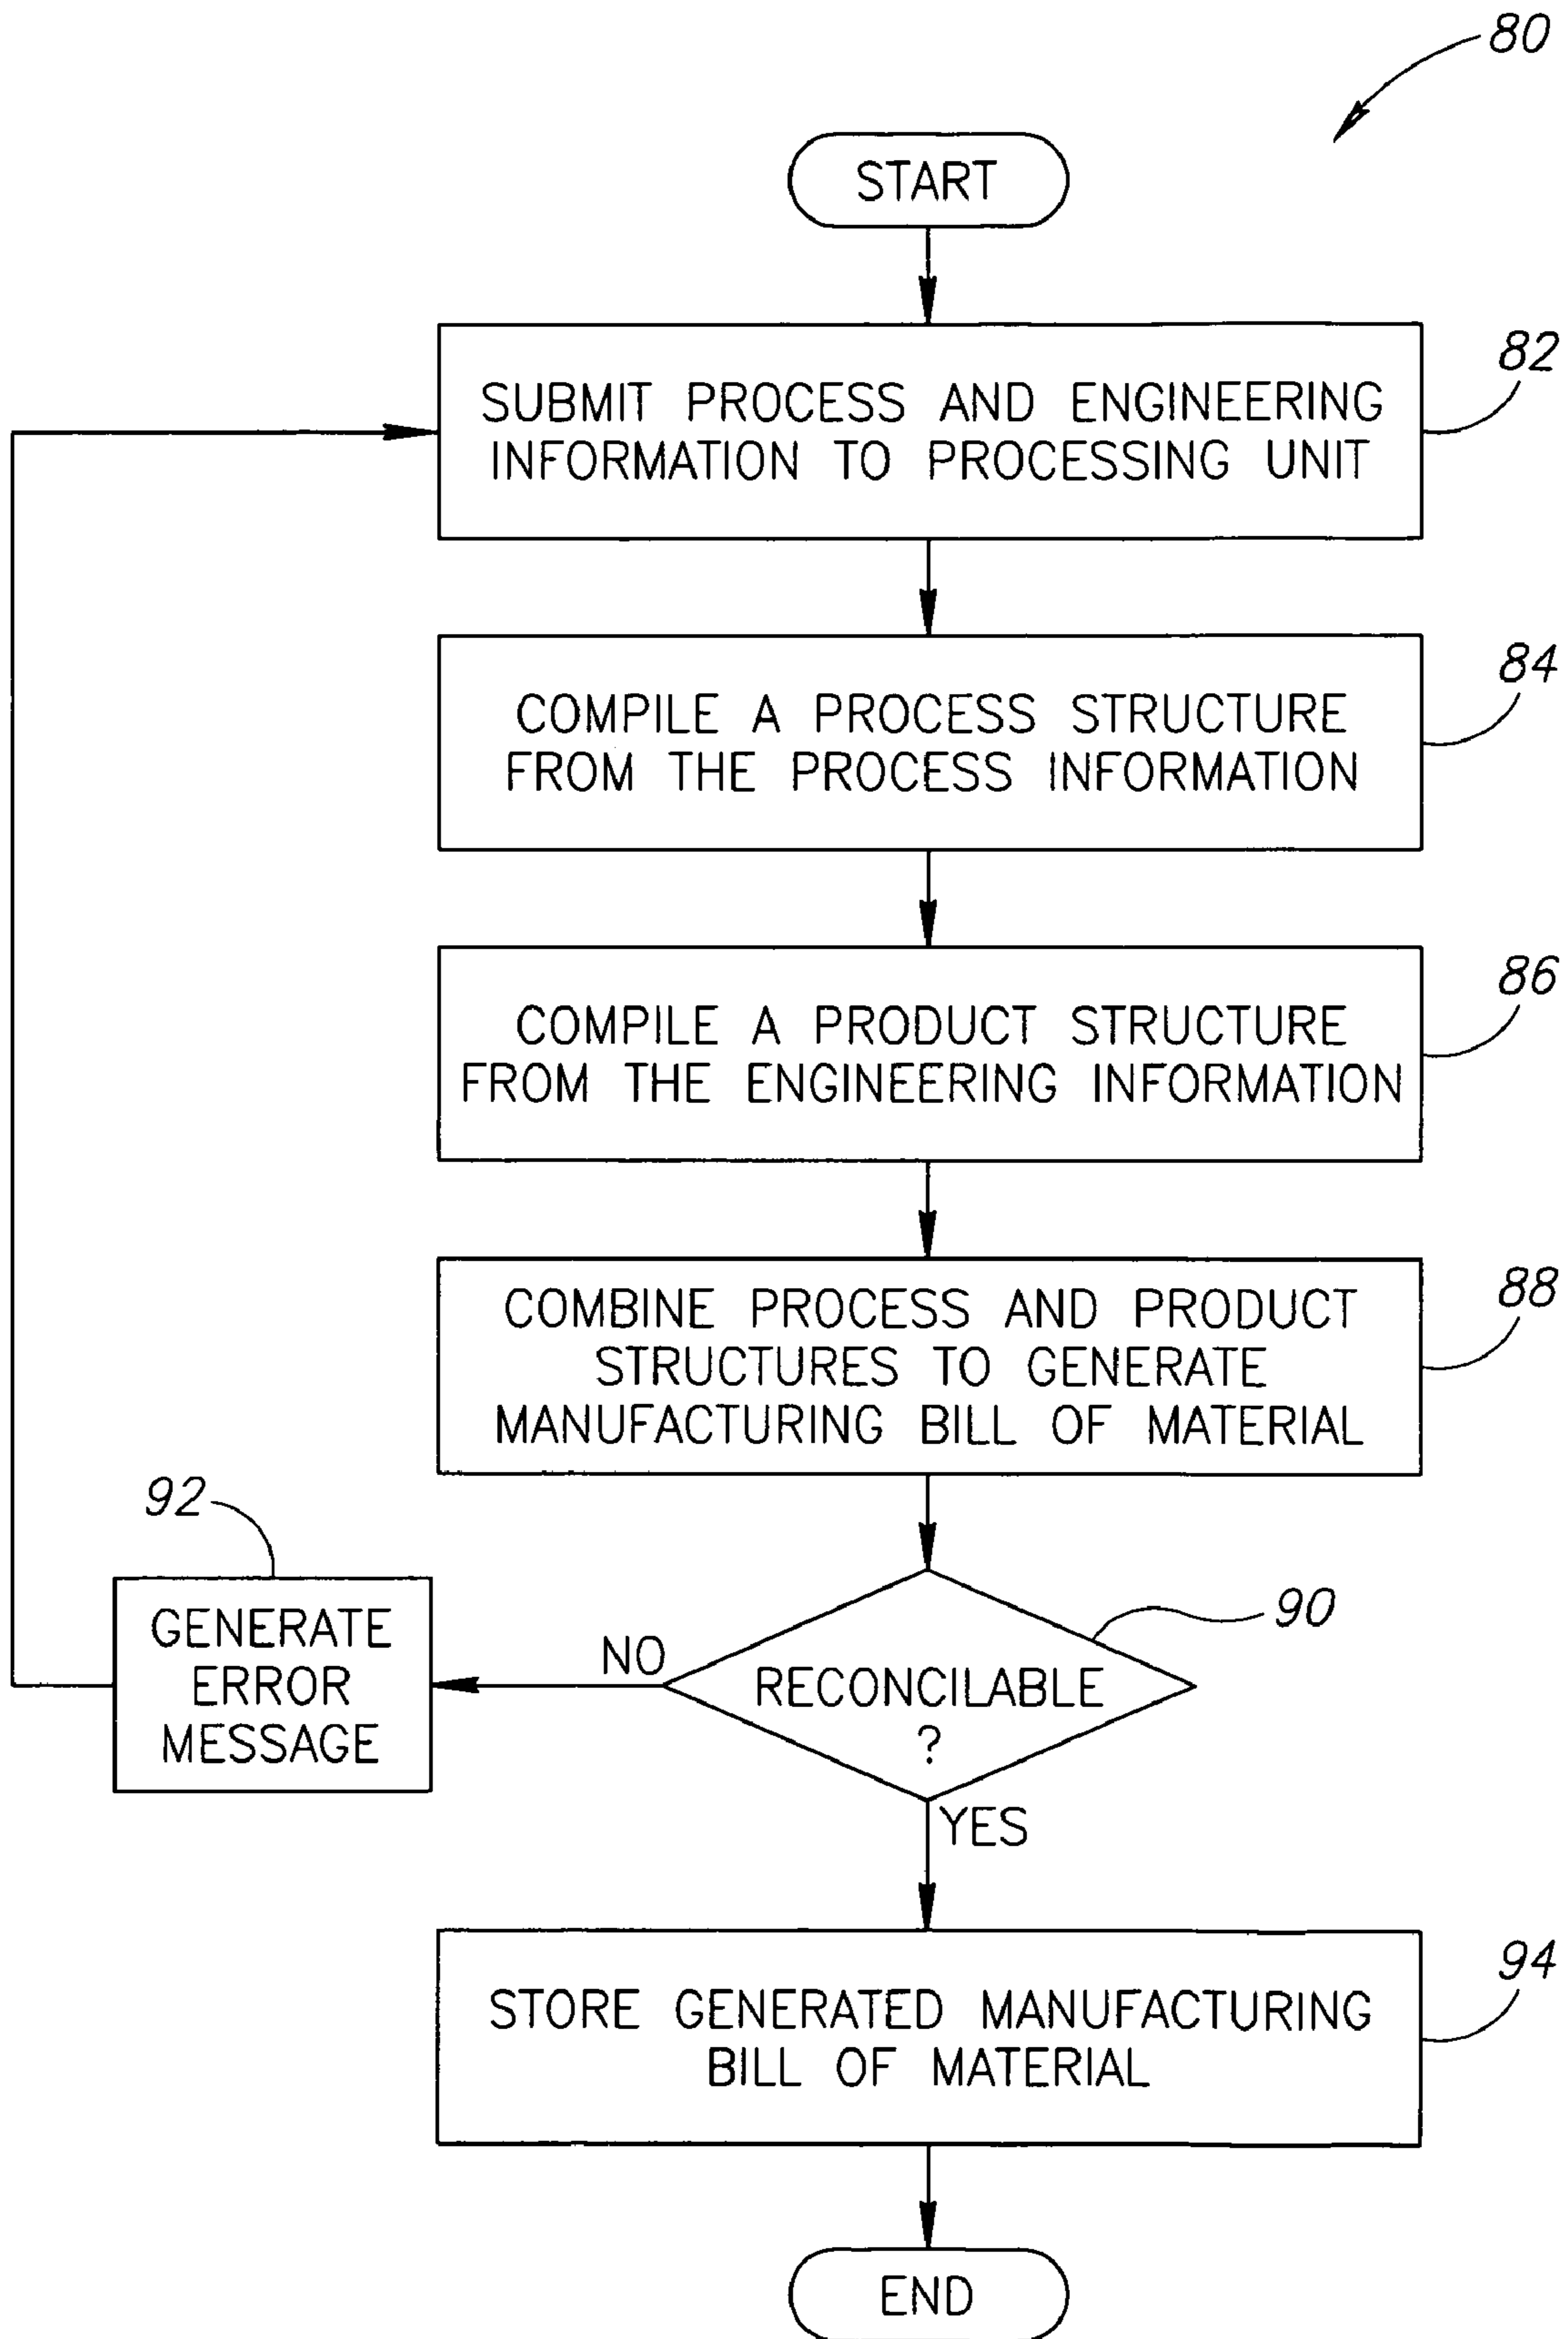 80
START
82
SUBMIT PROCESS AND ENGINEERING
INFORMATION TO PROCESSING UNIT
84
COMPILE A PROCESS STRUCTURE
FROM THE PROCESS INFORMATION
86
COMPILE A PRODUCT STRUCTURE
FROM THE ENGINEERING INFORMATION
88
COMBINE PROCESS AND PRODUCT
STRUCTURES TO GENERATE
MANUFACTURING BILL OF MATERIAL
92
GENERATE
ERROR
MESSAGE
NO
90
RECONCILABLE
?
YES
94
STORE GENERATED MANUFACTURING
BILL OF MATERIAL
END